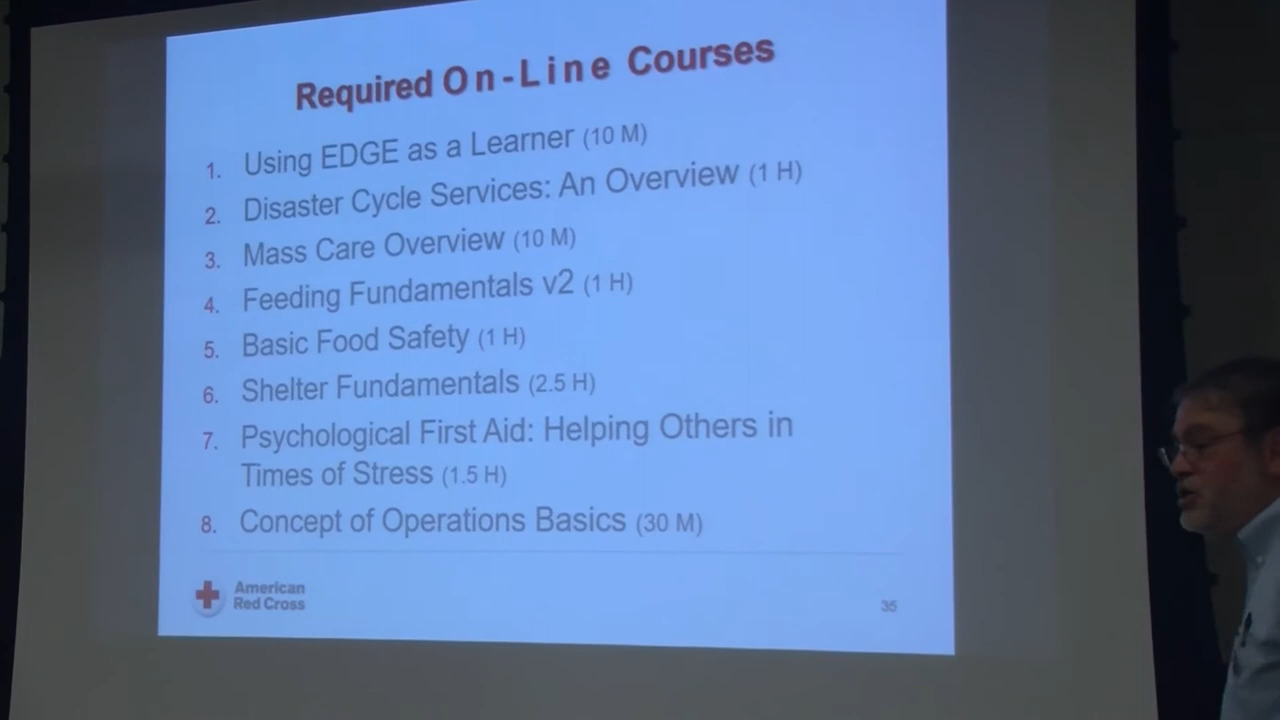 Required On-Line Courses
1. Using EDGE as a Learner (10 M)
2. Disaster Cycle Services: An Overview (1 H)
3. Mass Care Overview (10 M)
4. Feeding Fundamentals v2 (1 H)
5. Basic Food Safety (1 H)
6. Shelter Fundamentals (2.5 H)
7. Psychological First Aid: Helping Others in
Times of Stress (1.5 H)
8. Concept of Operations Basics (30 M)
American
Red Cross
35